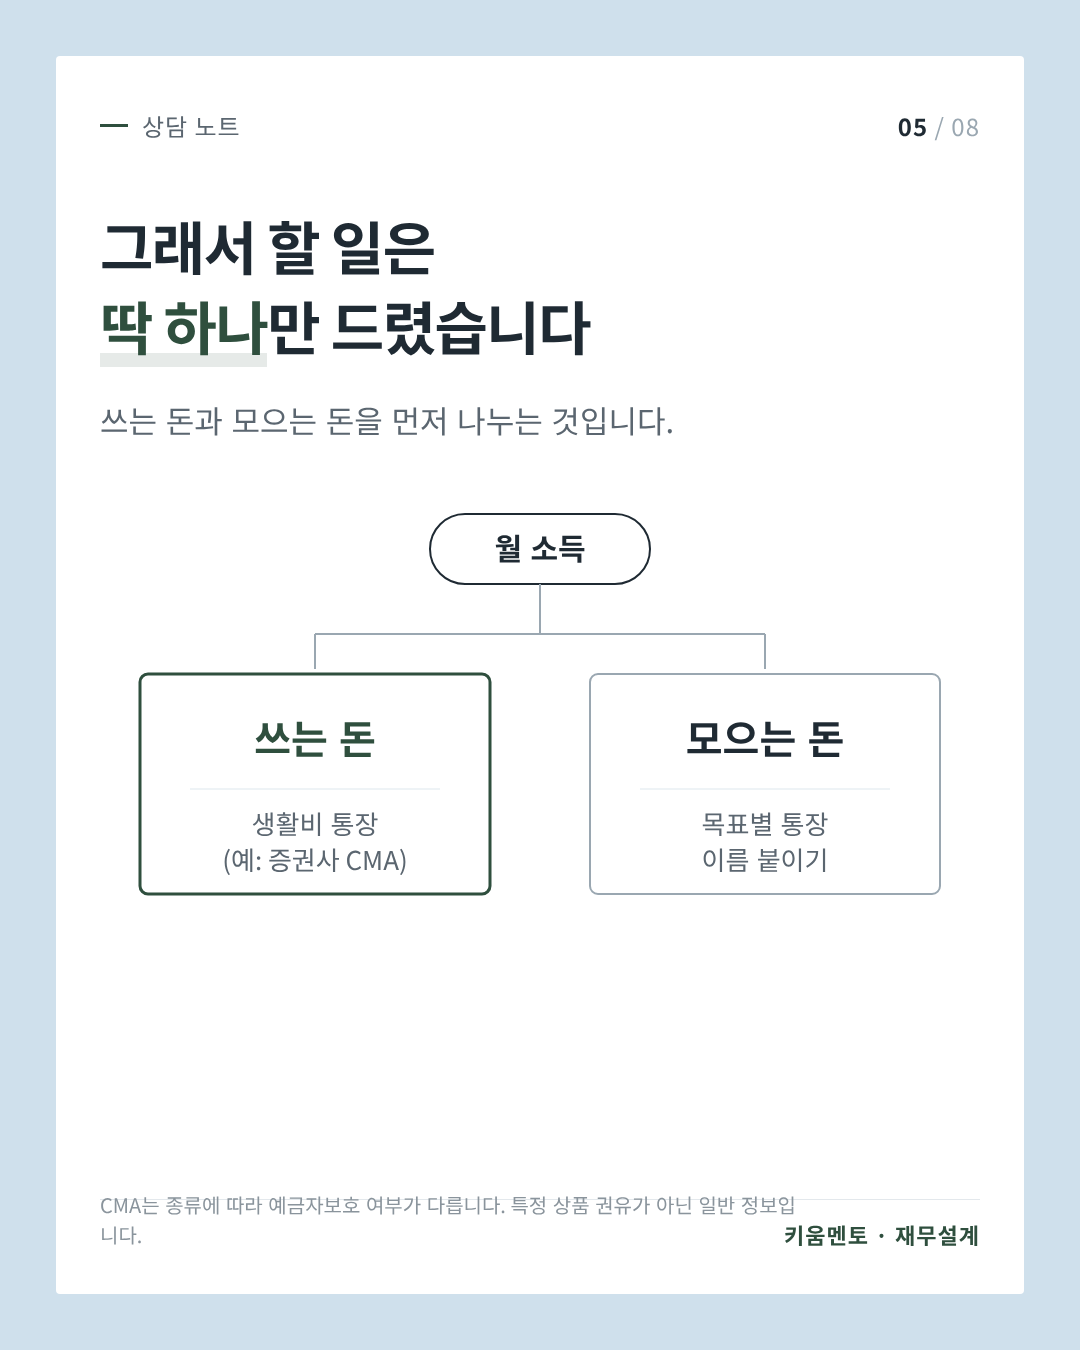 상담 노트
05 / 08
그래서 할 일은
딱 하나만 드렸습니다
쓰는 돈과 모으는 돈을 먼저 나누는 것입니다.
월 소득
쓰는 돈
생활비 통장
(예: 증권사 CMA)
모으는 돈
목표별 통장
이름 붙이기
CMA는 종류에 따라 예금자보호 여부가 다릅니다. 특정 상품 권유가 아닌 일반 정보입
니다.
키움멘토 · 재무설계